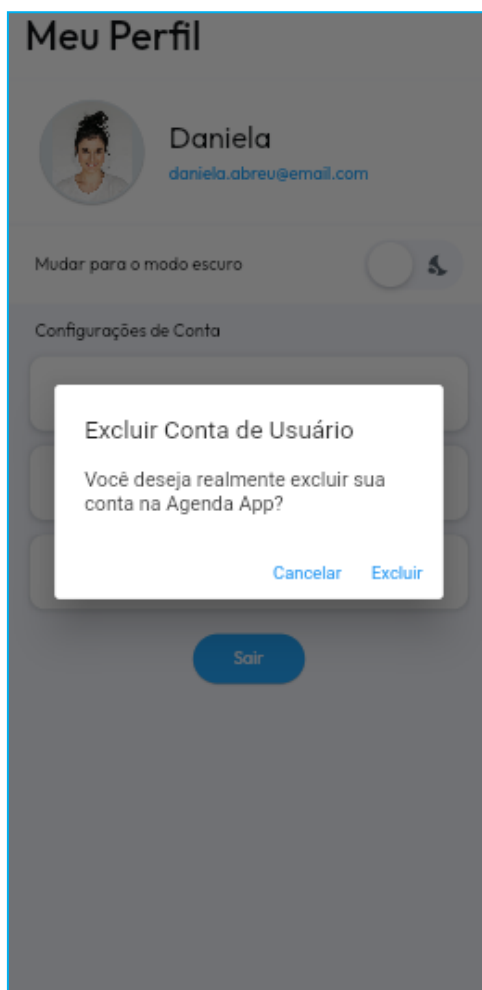 Meu Perfil
Daniela
daniela.abreu@email.com
Mudar para o modo escuro
Configurações de Conta
Excluir Conta de Usuário
Você deseja realmente excluir sua
conta na Agenda App?
Cancelar Excluir
Sair